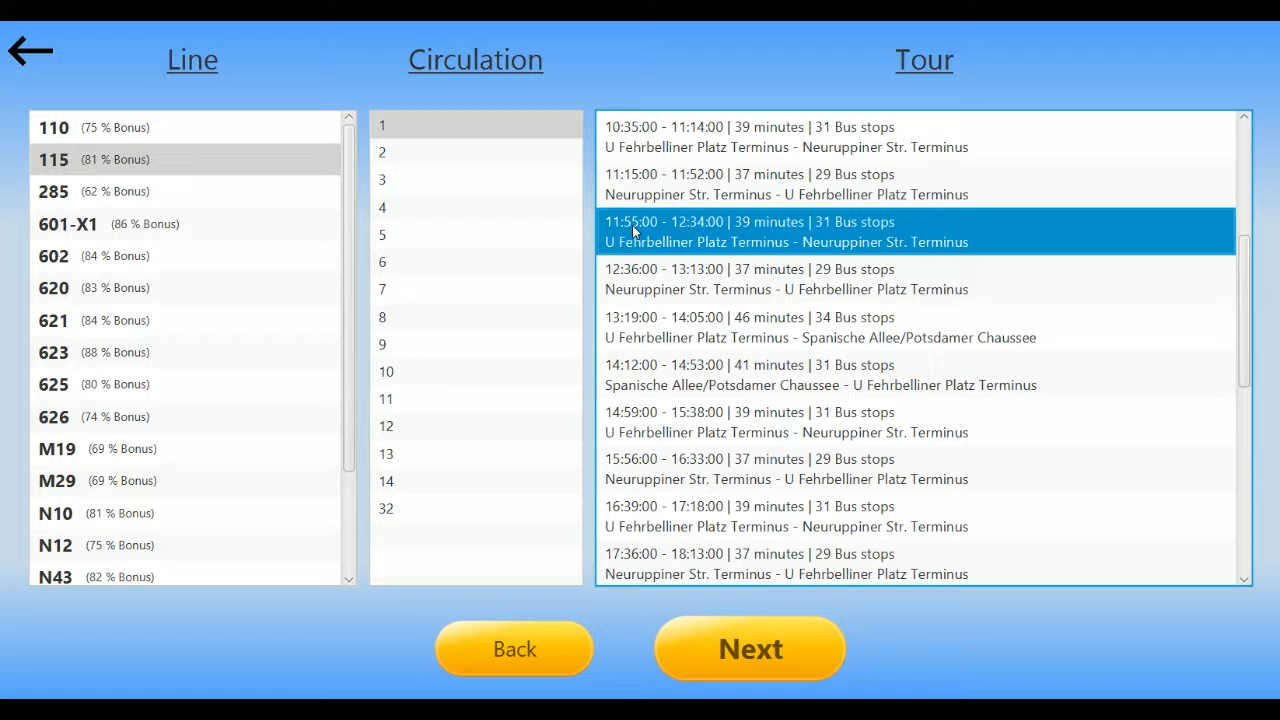 Line
Circulation
Tour
110 (75 % Bonus)
115 (81 % Bonus)
285 (62 % Bonus)
601-X1 (86 % Bonus)
602 (84 % Bonus)
620 (83 % Bonus)
621 (84 % Bonus)
623 (88 % Bonus)
625 (80 % Bonus)
626 (74 % Bonus)
M19 (69 % Bonus)
M29 (69 % Bonus)
N10 (81 % Bonus)
N12 (75 % Bonus)
N43 (82 % Bonus)
1
2
3
4
5
6
7
8
9
10
11
12
13
14
32
10:35:00 - 11:14:00 | 39 minutes | 31 Bus stops
U Fehrbelliner Platz Terminus - Neuruppiner Str. Terminus
11:15:00 - 11:52:00 | 37 minutes | 29 Bus stops
Neuruppiner Str. Terminus - U Fehrbelliner Platz Terminus
11:55:00 - 12:34:00 | 39 minutes | 31 Bus stops
U Fehrbelliner Platz Terminus - Neuruppiner Str. Terminus
12:36:00 - 13:13:00 | 37 minutes | 29 Bus stops
Neuruppiner Str. Terminus - U Fehrbelliner Platz Terminus
13:19:00 - 14:05:00 | 46 minutes | 34 Bus stops
U Fehrbelliner Platz Terminus - Spanische Allee/Potsdamer Chaussee
14:12:00 - 14:53:00 | 41 minutes | 31 Bus stops
Spanische Allee/Potsdamer Chaussee - U Fehrbelliner Platz Terminus
14:59:00 - 15:38:00 | 39 minutes | 31 Bus stops
U Fehrbelliner Platz Terminus - Neuruppiner Str. Terminus
15:56:00 - 16:33:00 | 37 minutes | 29 Bus stops
Neuruppiner Str. Terminus - U Fehrbelliner Platz Terminus
16:39:00 - 17:18:00 | 39 minutes | 31 Bus stops
U Fehrbelliner Platz Terminus - Neuruppiner Str. Terminus
17:36:00 - 18:13:00 | 37 minutes | 29 Bus stops
Neuruppiner Str. Terminus - U Fehrbelliner Platz Terminus
Back
Next